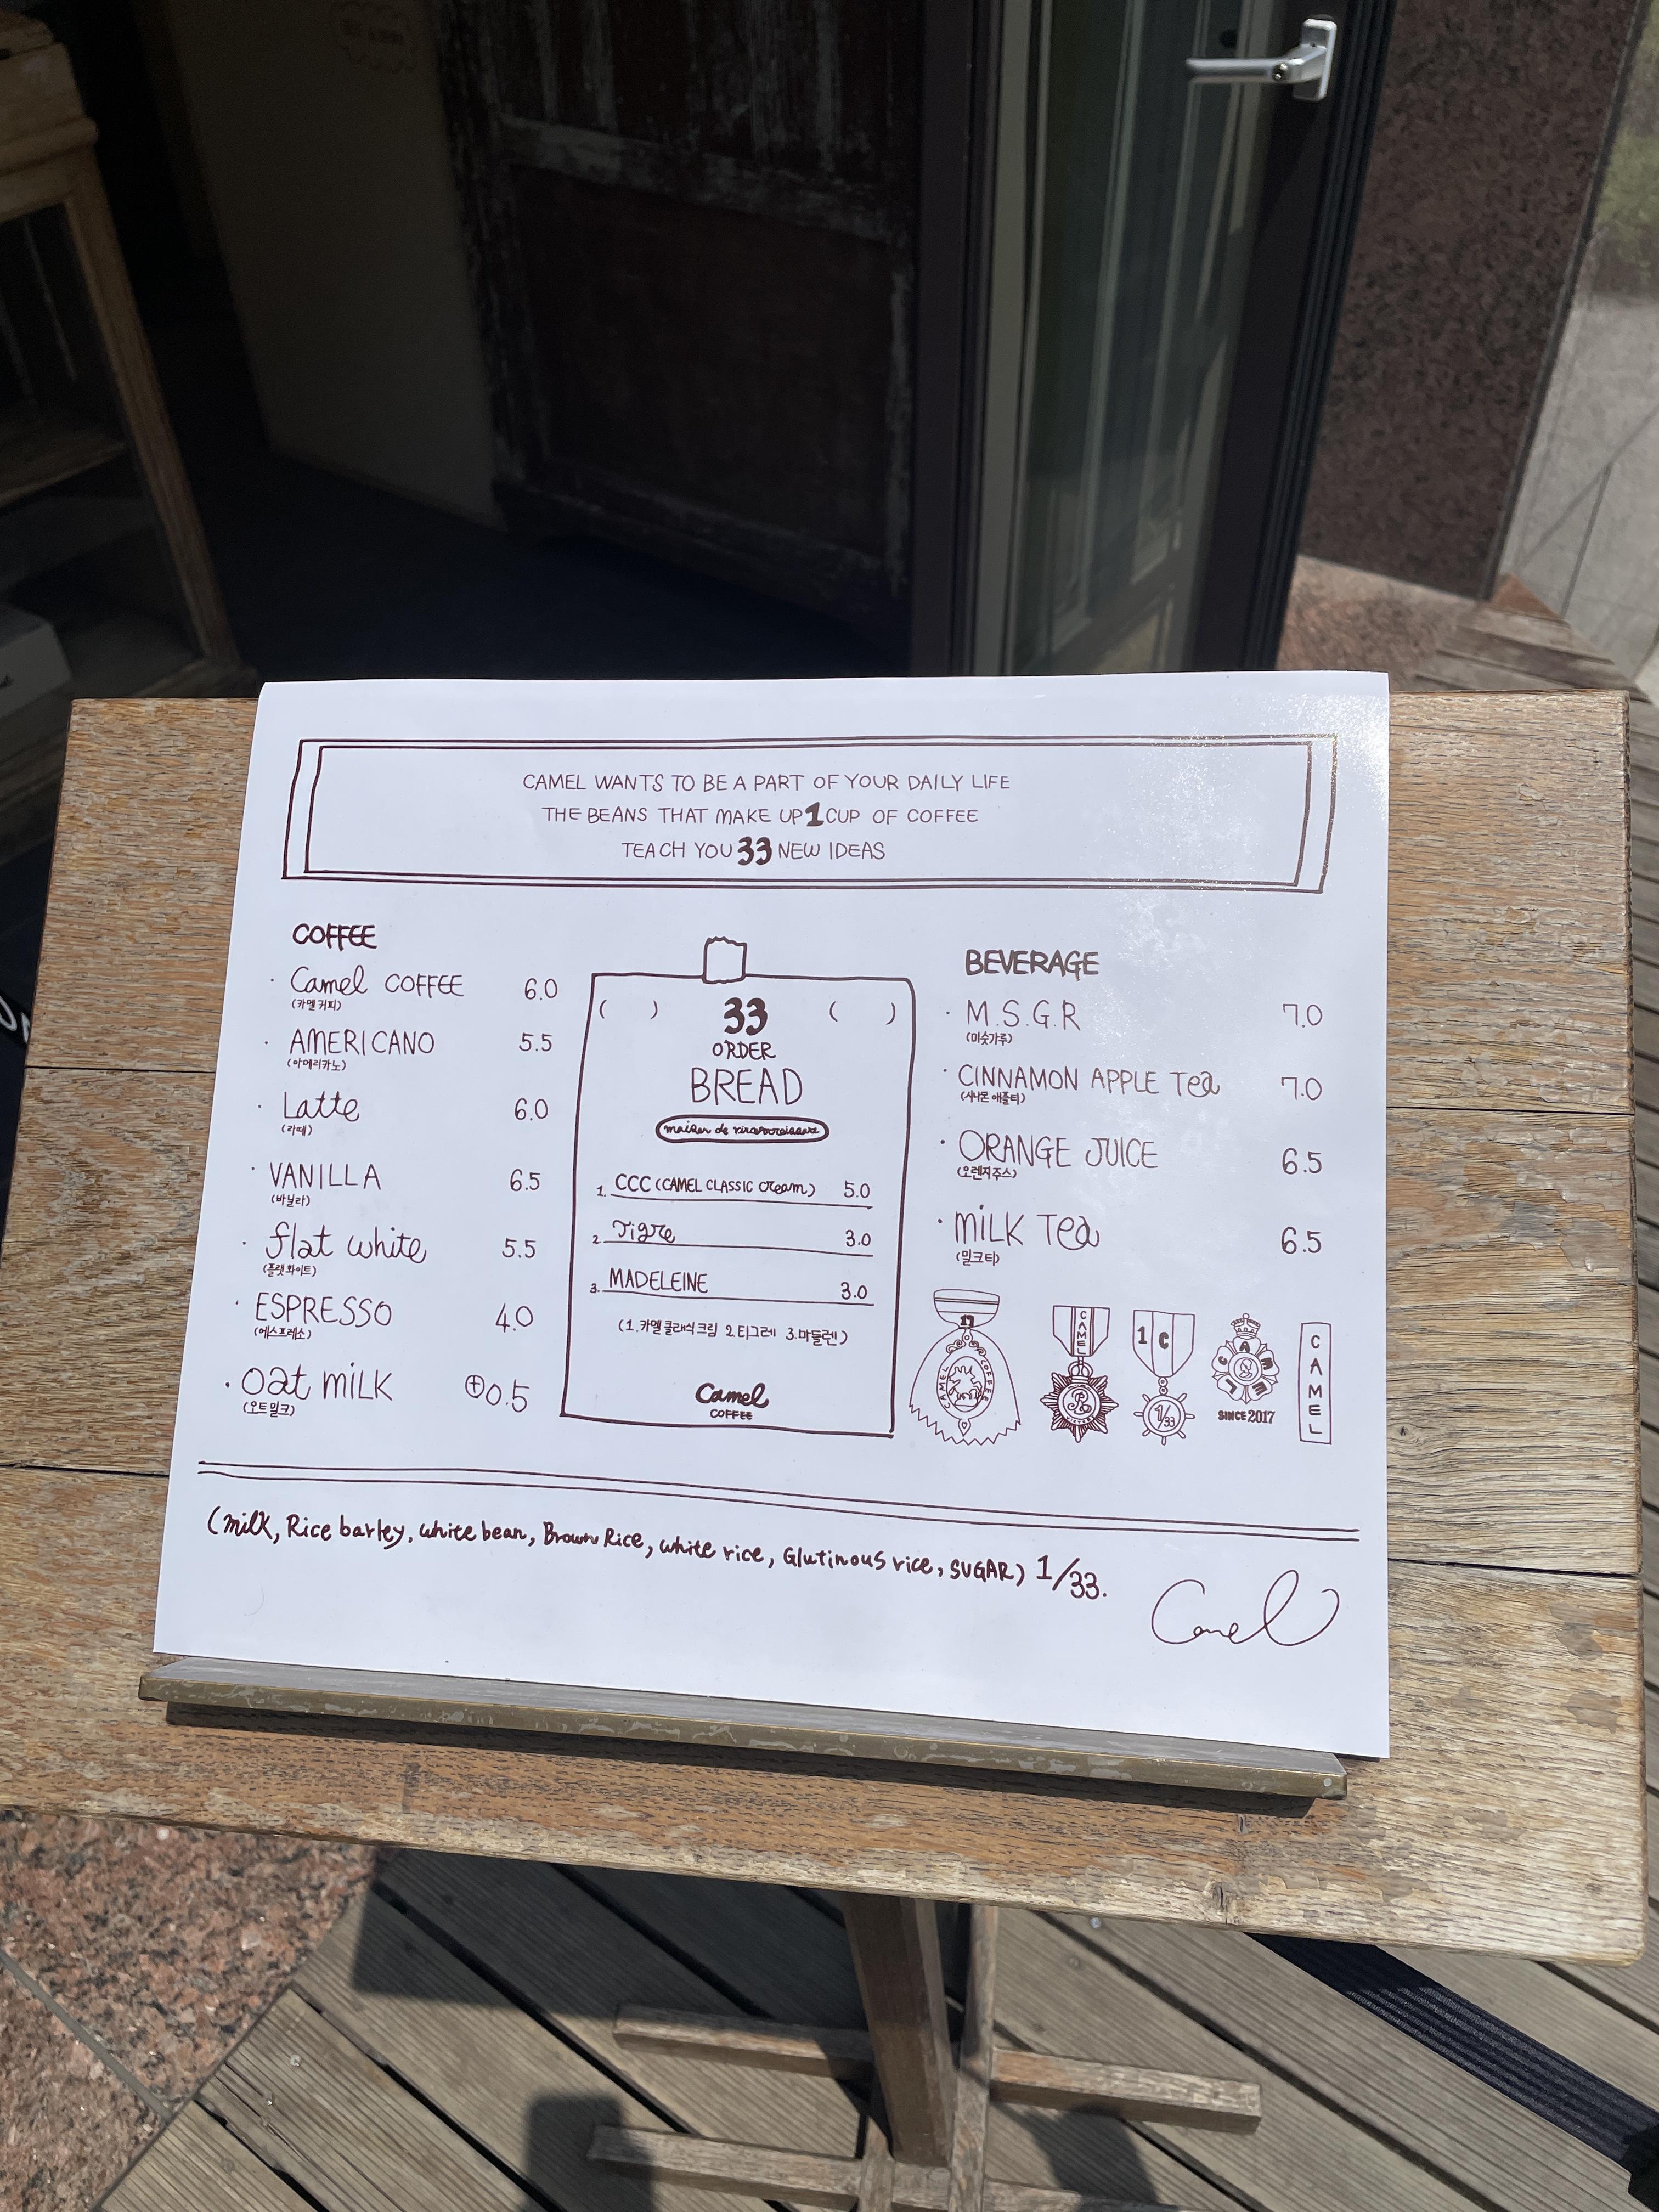 CAMEL WANTS TO BE A PART OF YOUR DAILY LIFE
THE BEANS THAT MAKE UP 1 CUP OF COFFEE
TEACH YOU 33 NEW IDEAS
COFFEE
· Camel COFFEE 6.0
(카멜커피)
· AMERICANO 5.5
(아메리카노)
· Latte 6.0
(라떼)
· VANILLA 6.5
(바닐라)
· flat white 5.5
(플랫화이트)
· ESPRESSO 4.0
(에스프레소)
· oat milk +0.5
(오트밀크)
( ) 33 ( )
ORDER
BREAD
maison de
1. CCC (CAMEL CLASSIC cream) 5.0
2. Tigre 3.0
3. MADELEINE 3.0
(1.카멜클래식크림 2.티그레 3.마들렌)
Camel
COFFEE
BEVERAGE
· M.S.G.R 7.0
(미숫가루)
· CINNAMON APPLE Tea 7.0
(시나몬애플티)
· ORANGE JUICE 6.5
(오렌지주스)
· MILK Tea 6.5
(밀크티)
CAMEL COFFEE
CAMEL
1 C
1/33
CAMEL
SINCE 2017
CAMEL
(milk, Rice barley, white bean, Brown Rice, white rice, Glutinous rice, SUGAR) 1/33.
Camel